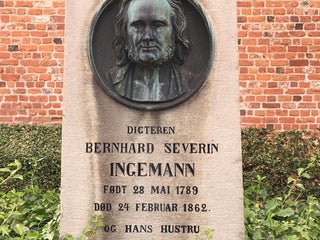 DIGTEREN
BERNHARD SEVERIN
INGEMANN
FØDT 28 MAI 1789
DØD 24 FEBRUAR 1862.
OG HANS HUSTRU